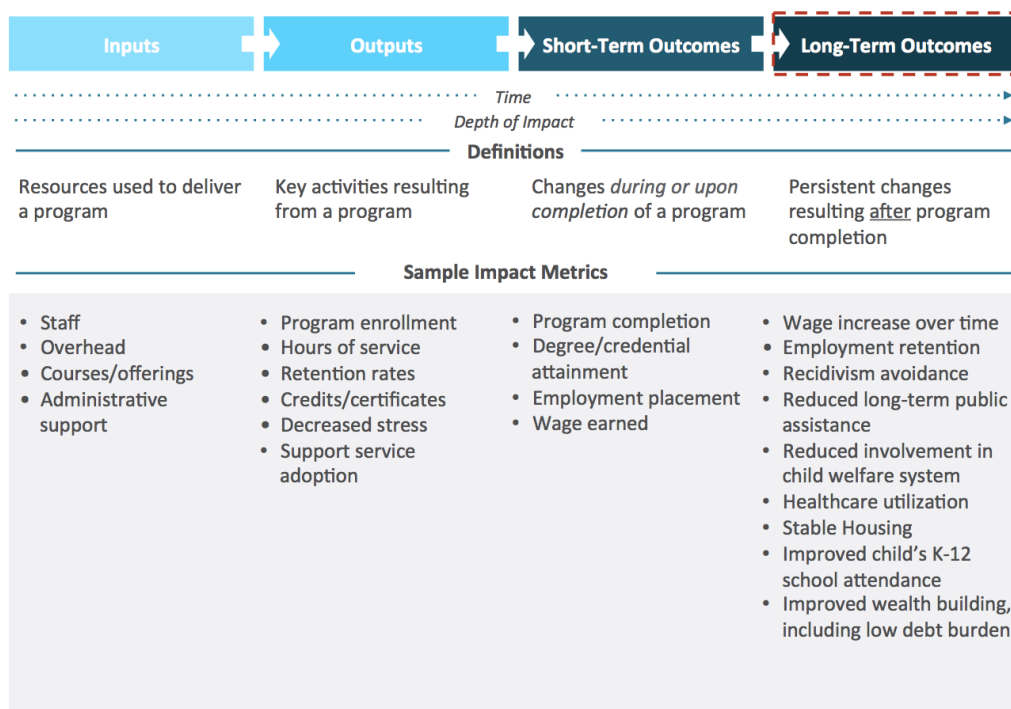 Inputs
Outputs
Short-Term Outcomes
Long-Term Outcomes
Time
Depth of Impact
Definitions
Resources used to deliver
a program
Key activities resulting
from a program
Changes during or upon
completion of a program
Persistent changes
resulting after program
completion
Sample Impact Metrics
• Staff
• Overhead
• Courses/offerings
• Administrative
support
• Program enrollment
• Hours of service
• Retention rates
• Credits/certificates
• Decreased stress
• Support service
adoption
• Program completion
• Degree/credential
attainment
• Employment placement
• Wage earned
• Wage increase over time
• Employment retention
• Recidivism avoidance
• Reduced long-term public
assistance
• Reduced involvement in
child welfare system
• Healthcare utilization
• Stable Housing
• Improved child's K-12
school attendance
• Improved wealth building,
including low debt burden